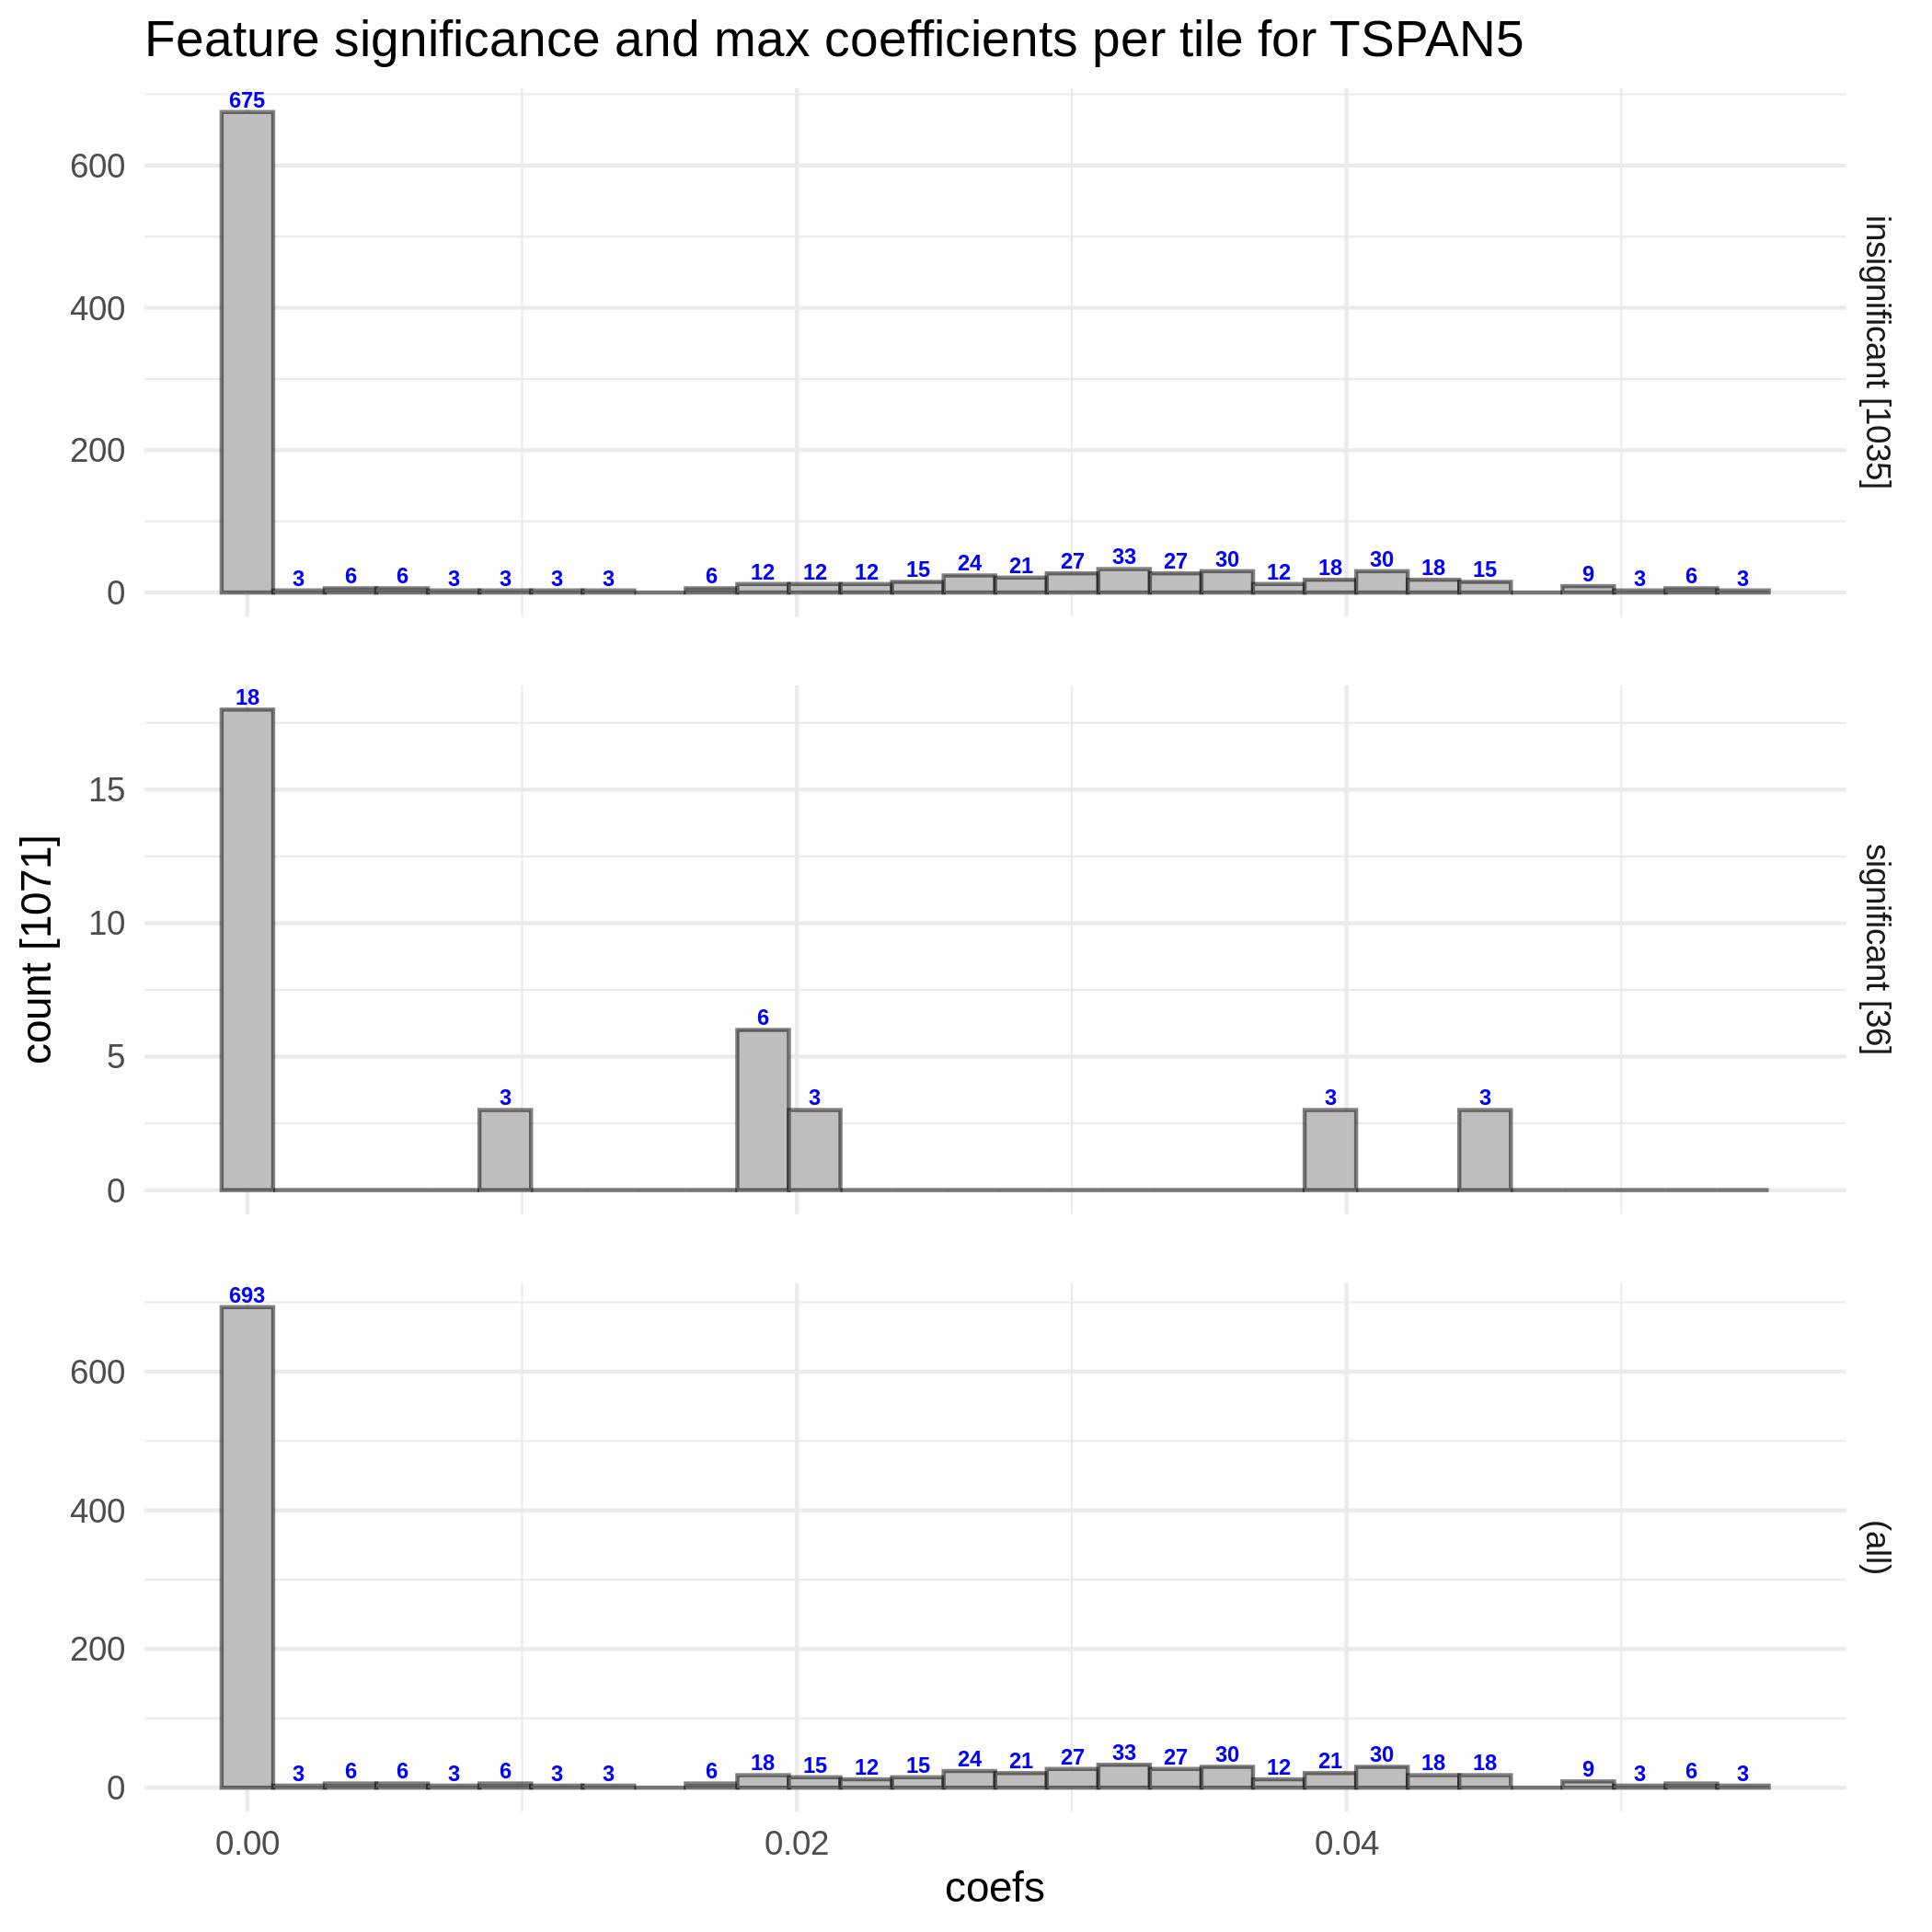 Feature significance and max coefficients per tile for TSPAN5
count [1071]
600
400
200
0
675
3 6 6 3 3 3 3 6 12 12 12 15 24 21 27 33 27 30 12 18 30 18 15 9 3 6 3
insignificant [1035]
15
10
5
0
18
3 6 3 3 3
significant [36]
600
400
200
0
693
3 6 6 3 6 3 3 6 18 15 12 15 24 21 27 33 27 30 12 21 30 18 18 9 3 6 3
(all)
0.00 0.02 0.04
coefs